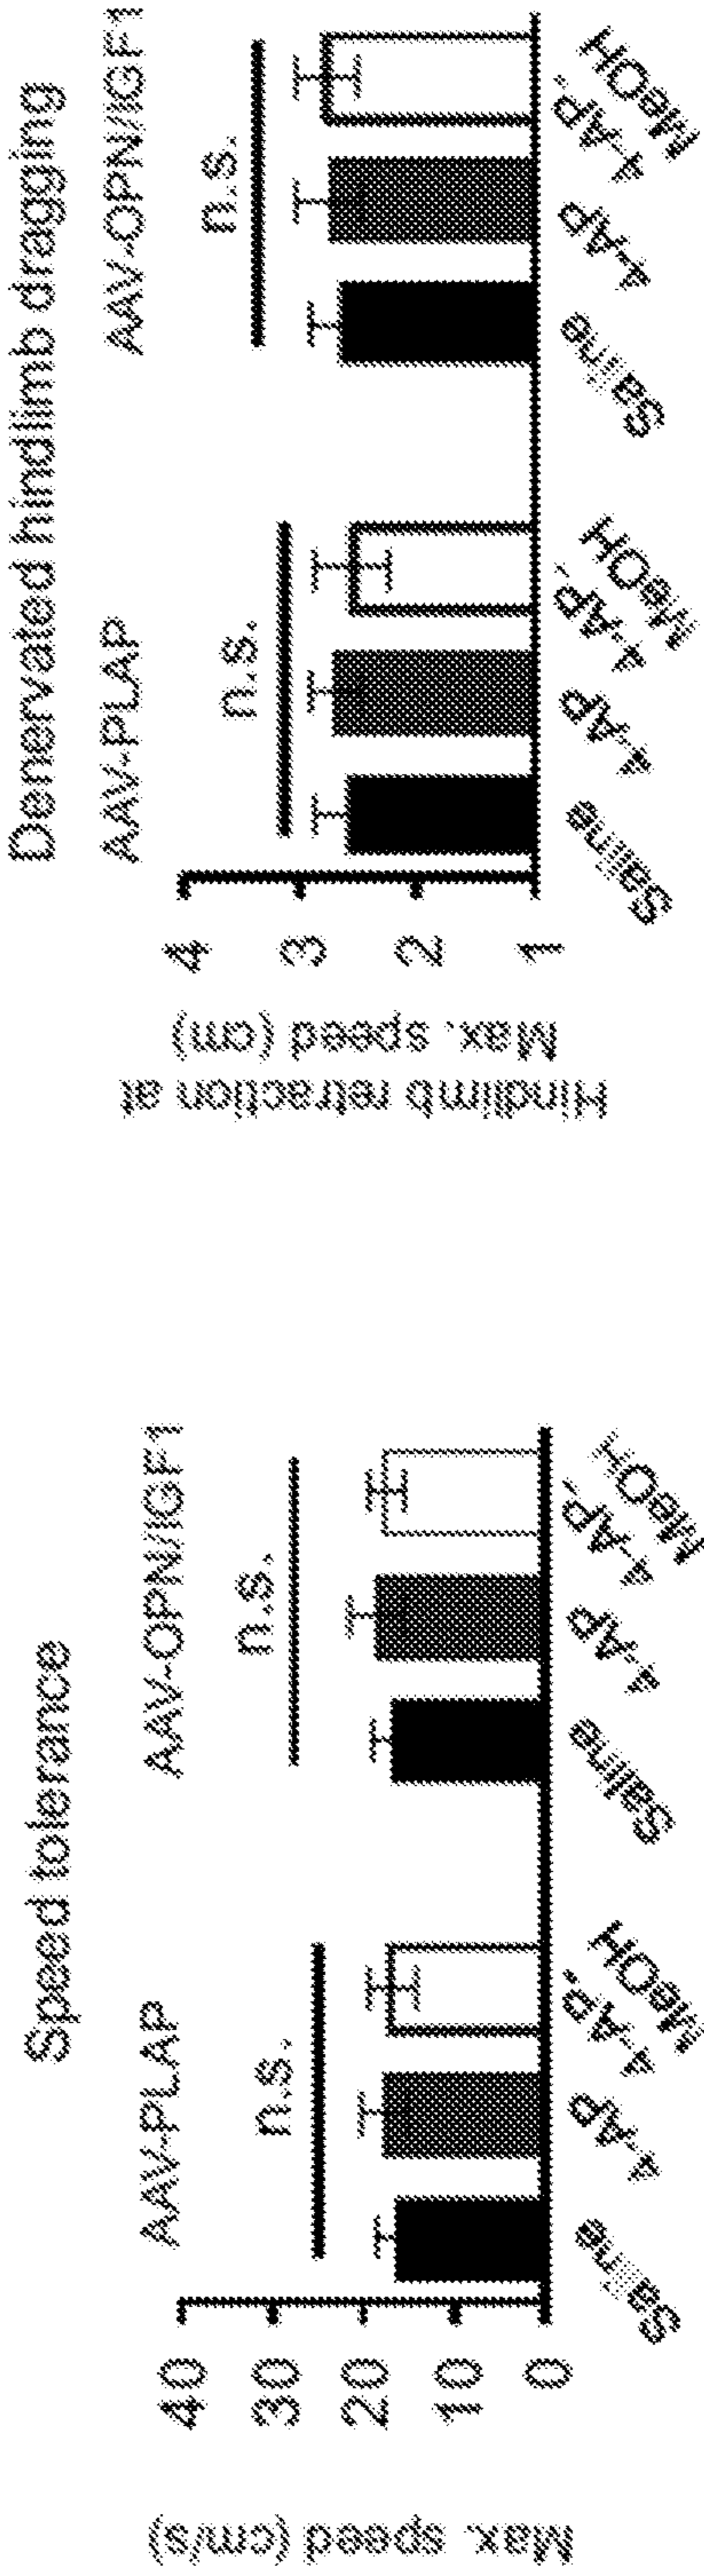 Speed tolerance
AAV-PLAP
AAV-OPN/IGF1
n.s.
n.s.
Max. speed (cm/s)
40
30
20
10
0
Saline
4-AP
4-AP-
MeOH
Saline
4-AP
4-AP-
MeOH
Denervated hindlimb dragging
AAV-PLAP
AAV-OPN/IGF1
n.s.
n.s.
Hindlimb retraction at
Max. speed (cm)
4
3
2
1
Saline
4-AP
4-AP-
MeOH
Saline
4-AP
4-AP-
MeOH